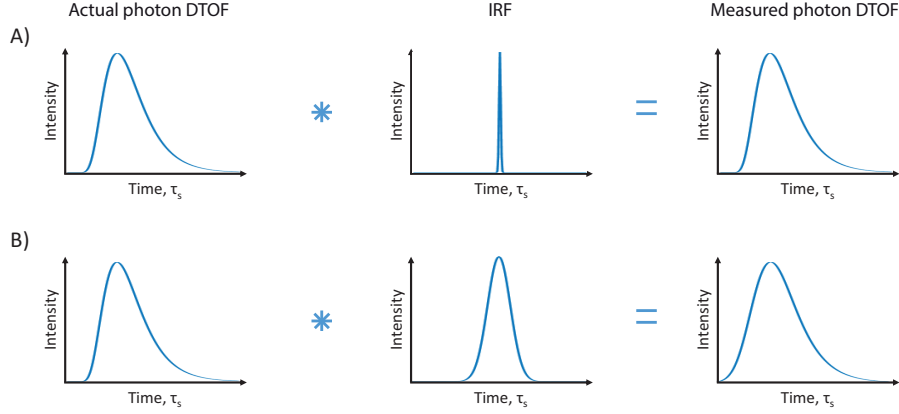 Actual photon DTOF
IRF
Measured photon DTOF
A)
Intensity
Time, τs
*
Intensity
Time, τs
=
Intensity
Time, τs
B)
Intensity
Time, τs
*
Intensity
Time, τs
=
Intensity
Time, τs